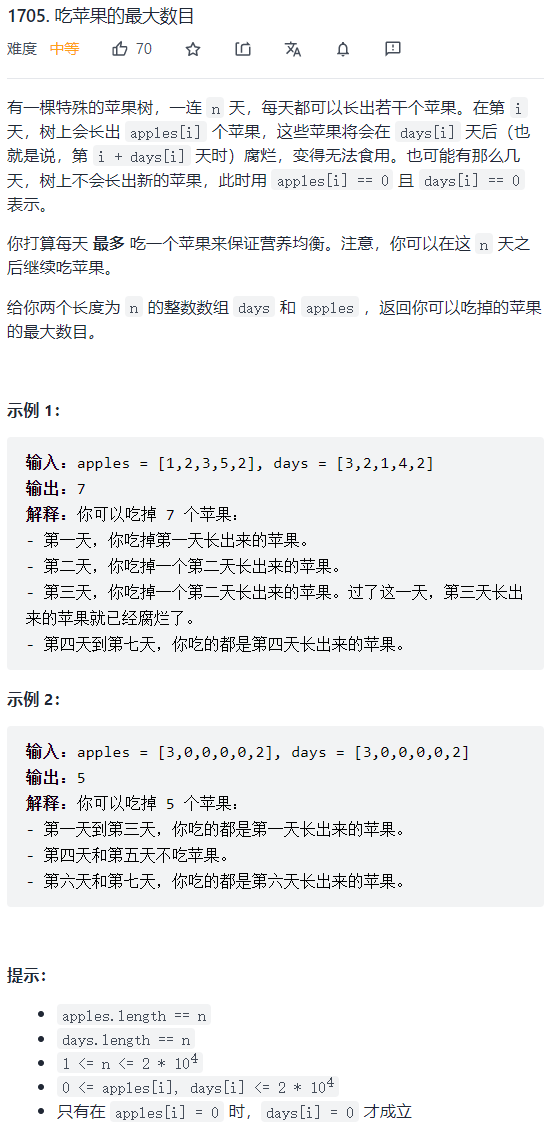 1705. 吃苹果的最大数目
难度 中等 70
有一棵特殊的苹果树，一连 n 天，每天都可以长出若干个苹果。在第 i
天，树上会长出 apples[i] 个苹果，这些苹果将会在 days[i] 天后（也
就是说，第 i + days[i] 天时）腐烂，变得无法食用。也可能有那么几
天，树上不会长出新的苹果，此时用 apples[i] == 0 且 days[i] == 0
表示。
你打算每天 最多 吃一个苹果来保证营养均衡。注意，你可以在这 n 天之
后继续吃苹果。
给你两个长度为 n 的整数数组 days 和 apples ，返回你可以吃掉的苹果
的最大数目。
示例 1：
输入：apples = [1,2,3,5,2], days = [3,2,1,4,2]
输出：7
解释：你可以吃掉 7 个苹果：
- 第一天，你吃掉第一天长出来的苹果。
- 第二天，你吃掉一个第二天长出来的苹果。
- 第三天，你吃掉一个第二天长出来的苹果。过了这一天，第三天长出
来的苹果就已经腐烂了。
- 第四天到第七天，你吃的都是第四天长出来的苹果。
示例 2：
输入：apples = [3,0,0,0,0,2], days = [3,0,0,0,0,2]
输出：5
解释：你可以吃掉 5 个苹果：
- 第一天到第三天，你吃的都是第一天长出来的苹果。
- 第四天和第五天不吃苹果。
- 第六天和第七天，你吃的都是第六天长出来的苹果。
提示：
• apples.length == n
• days.length == n
• 1 <= n <= 2 * 10⁴
• 0 <= apples[i], days[i] <= 2 * 10⁴
• 只有在 apples[i] = 0 时，days[i] = 0 才成立